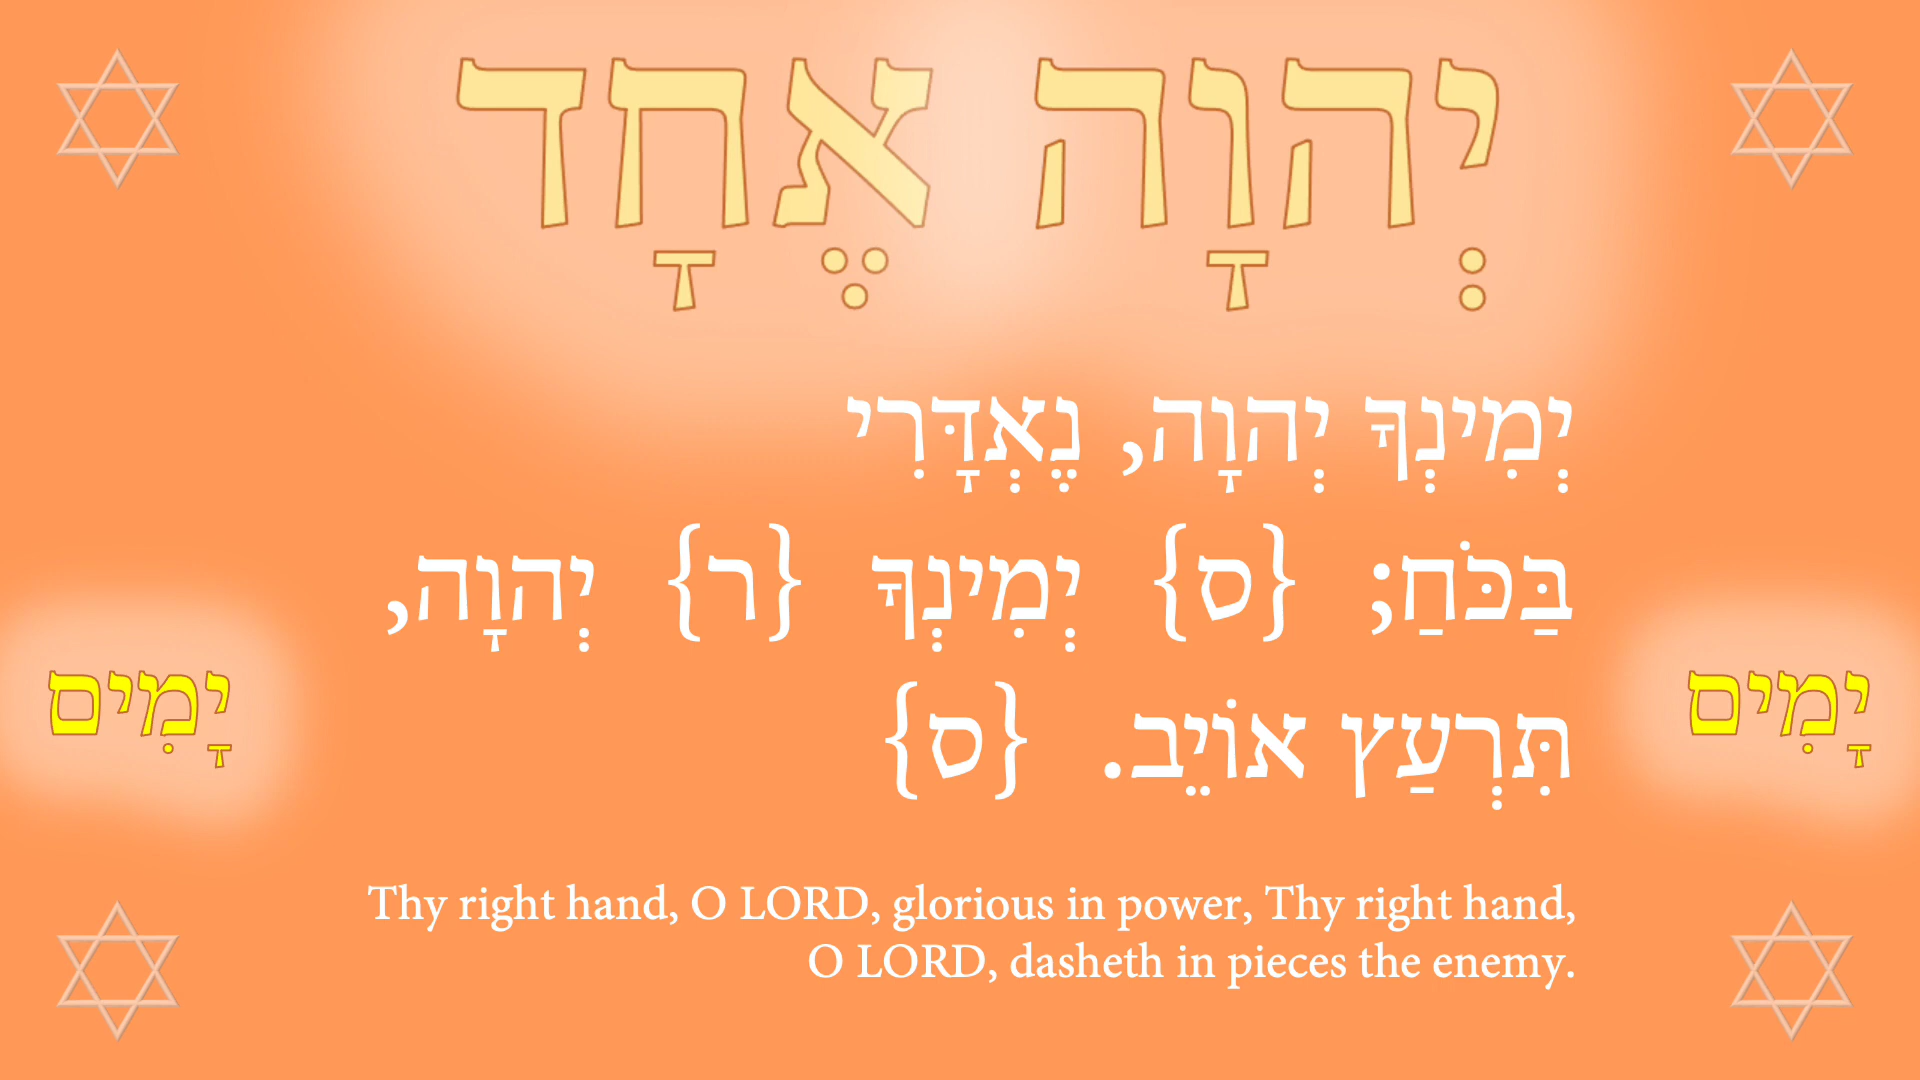 יְהוָה אֶחָד
יְמִינְךָ יְהוָה, נֶאְדָּרִי
בַּכֹּחַ; {ס} יְמִינְךָ {ר} יְהוָה,
תִּרְעַץ אוֹיֵב. {ס}
יָמִים
יָמִים
Thy right hand, O LORD, glorious in power, Thy right hand,
O LORD, dasheth in pieces the enemy.